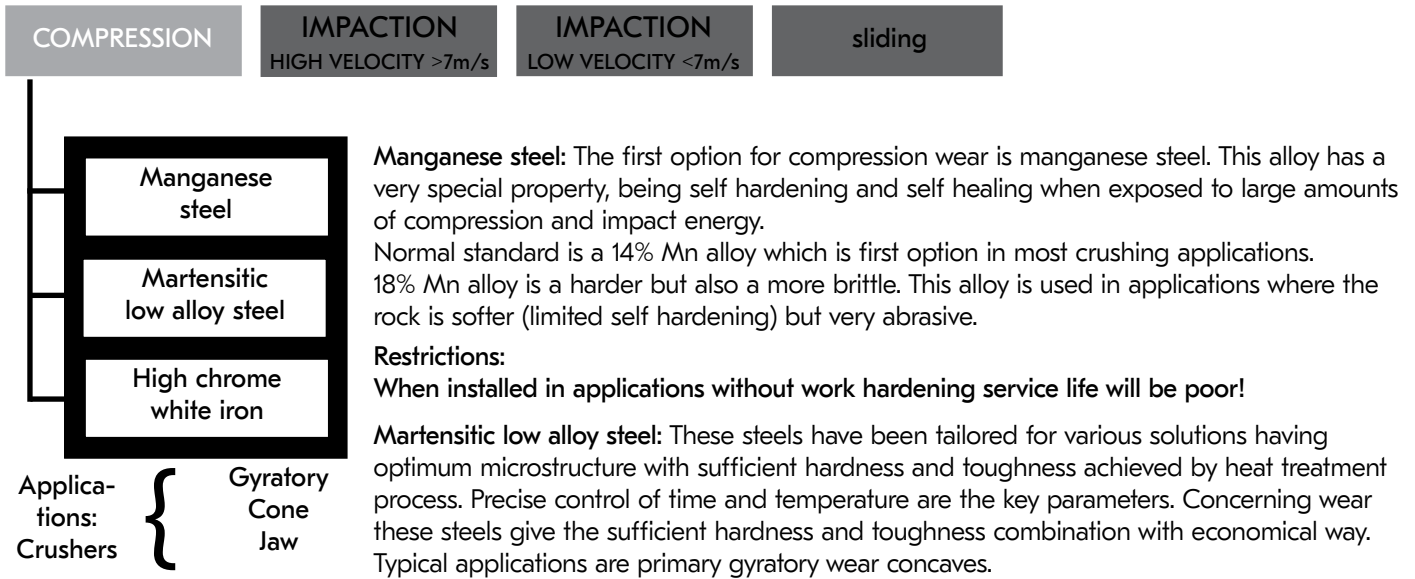 COMPRESSION
IMPACTION
HIGH VELOCITY >7m/s
IMPACTION
LOW VELOCITY <7m/s
sliding
Manganese
steel
Martensitic
low alloy steel
High chrome
white iron
Applica-
tions:
Crushers
{
Gyratory
Cone
Jaw
Manganese steel: The first option for compression wear is manganese steel. This alloy has a
very special property, being self hardening and self healing when exposed to large amounts
of compression and impact energy.
Normal standard is a 14% Mn alloy which is first option in most crushing applications.
18% Mn alloy is a harder but also a more brittle. This alloy is used in applications where the
rock is softer (limited self hardening) but very abrasive.
Restrictions:
When installed in applications without work hardening service life will be poor!
Martensitic low alloy steel: These steels have been tailored for various solutions having
optimum microstructure with sufficient hardness and toughness achieved by heat treatment
process. Precise control of time and temperature are the key parameters. Concerning wear
these steels give the sufficient hardness and toughness combination with economical way.
Typical applications are primary gyratory wear concaves.